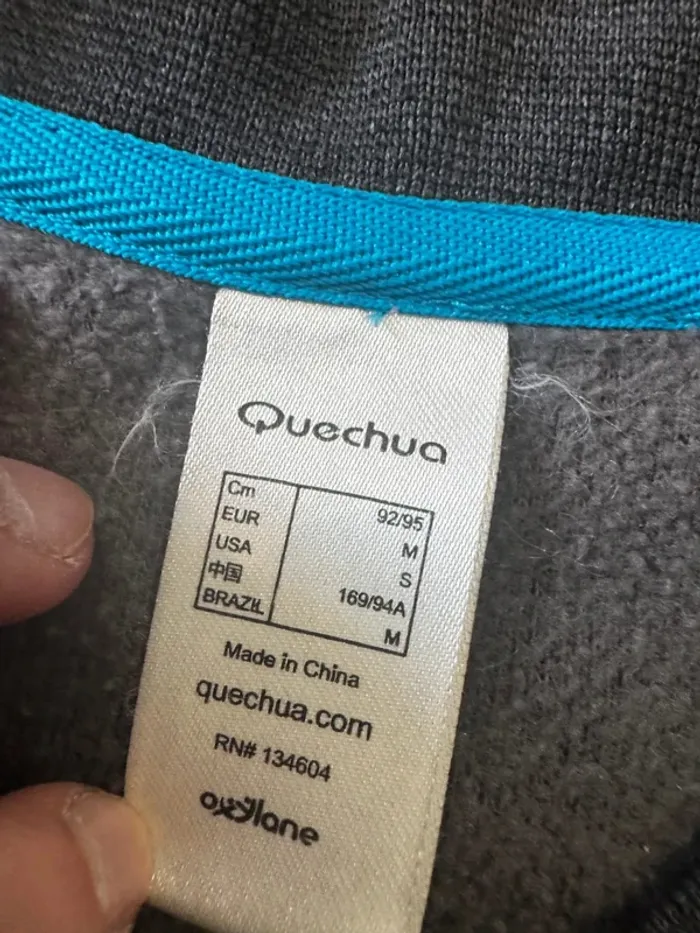 Quechua
Cm 92/95
EUR M
USA S
中国 169/94A
BRAZIL M
Made in China
quechua.com
RN# 134604
oxylane